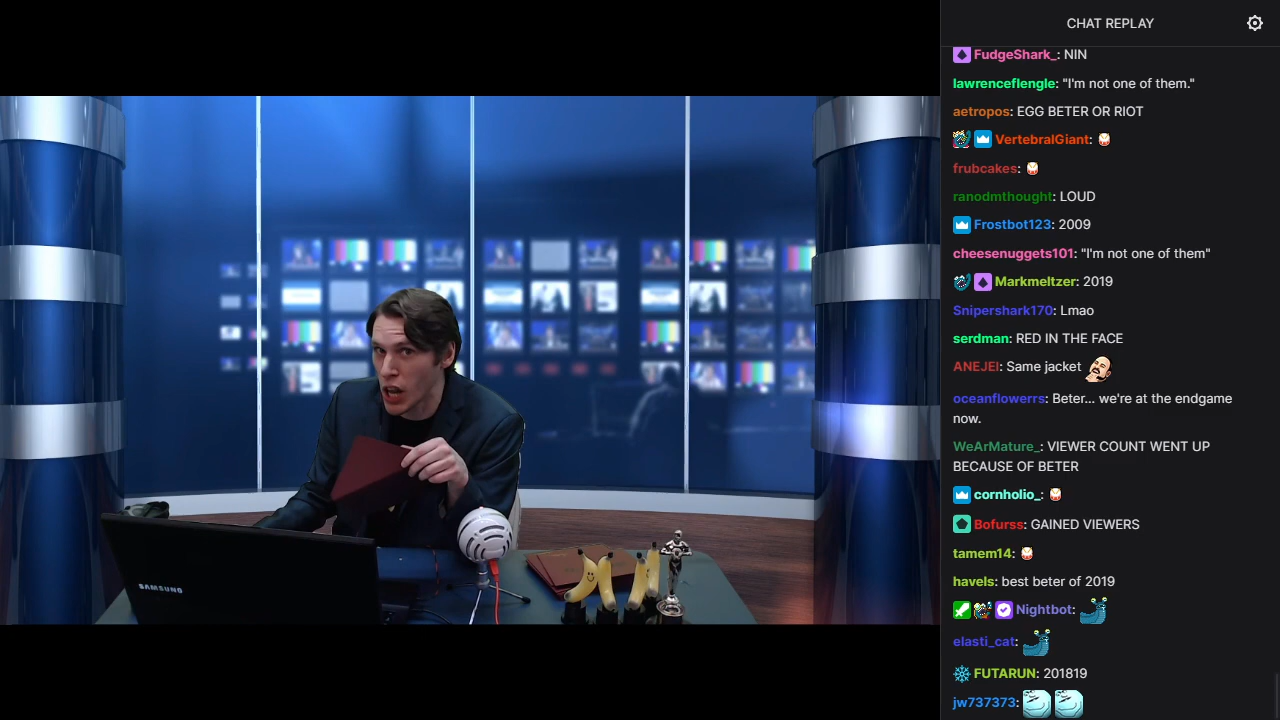 CHAT REPLAY
FudgeShark_: NIN
lawrenceflengle: "I'm not one of them."
aetropos: EGG BETER OR RIOT
VertebralGiant:
frubcakes:
ranodmthought: LOUD
Frostbot123: 2009
cheesenuggets101: "I'm not one of them"
Markmeltzer: 2019
Snipershark170: Lmao
serdman: RED IN THE FACE
ANEJEI: Same jacket
oceanflowerrs: Beter... we're at the endgame
now.
WeArMature_: VIEWER COUNT WENT UP
BECAUSE OF BETER
cornholio_:
Bofurss: GAINED VIEWERS
tamem14:
havels: best beter of 2019
Nightbot:
elasti_cat:
FUTARUN: 201819
jw737373:
SAMSUNG